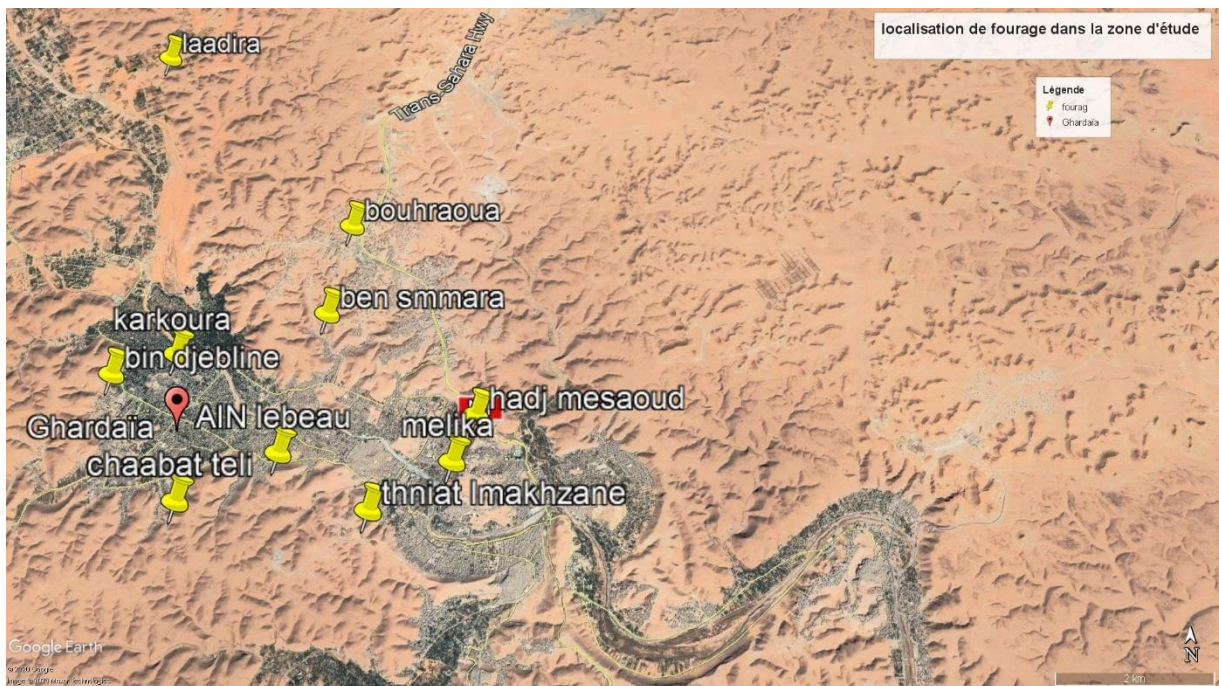 localisation de fourage dans la zone d'étude
Légende
fourag
Ghardaïa
laadira
Trans-Sahara Hwy
bouhraoua
ben smmara
karkoura
bin djebline
hadj mesaoud
AIN lebeau
melika
Ghardaïa
chaabat teli
thniat lmakhzane
Google Earth
N
2 km